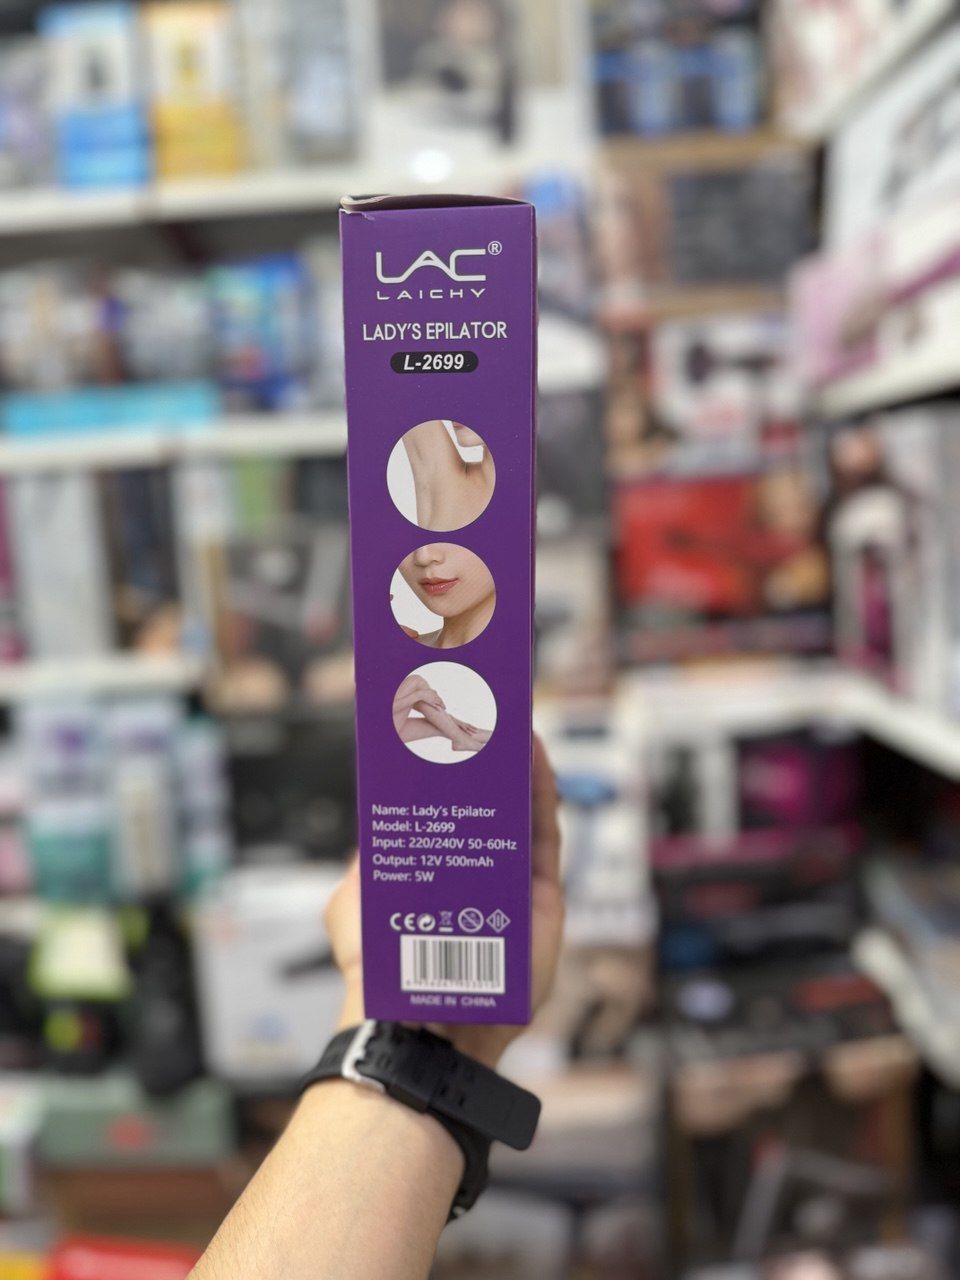 LAC®
LAICHY
LADY'S EPILATOR
L-2699
Name: Lady's Epilator
Model: L-2699
Input: 220/240V 50-60Hz
Output: 12V 500mAh
Power: 5W
CE
MADE IN CHINA